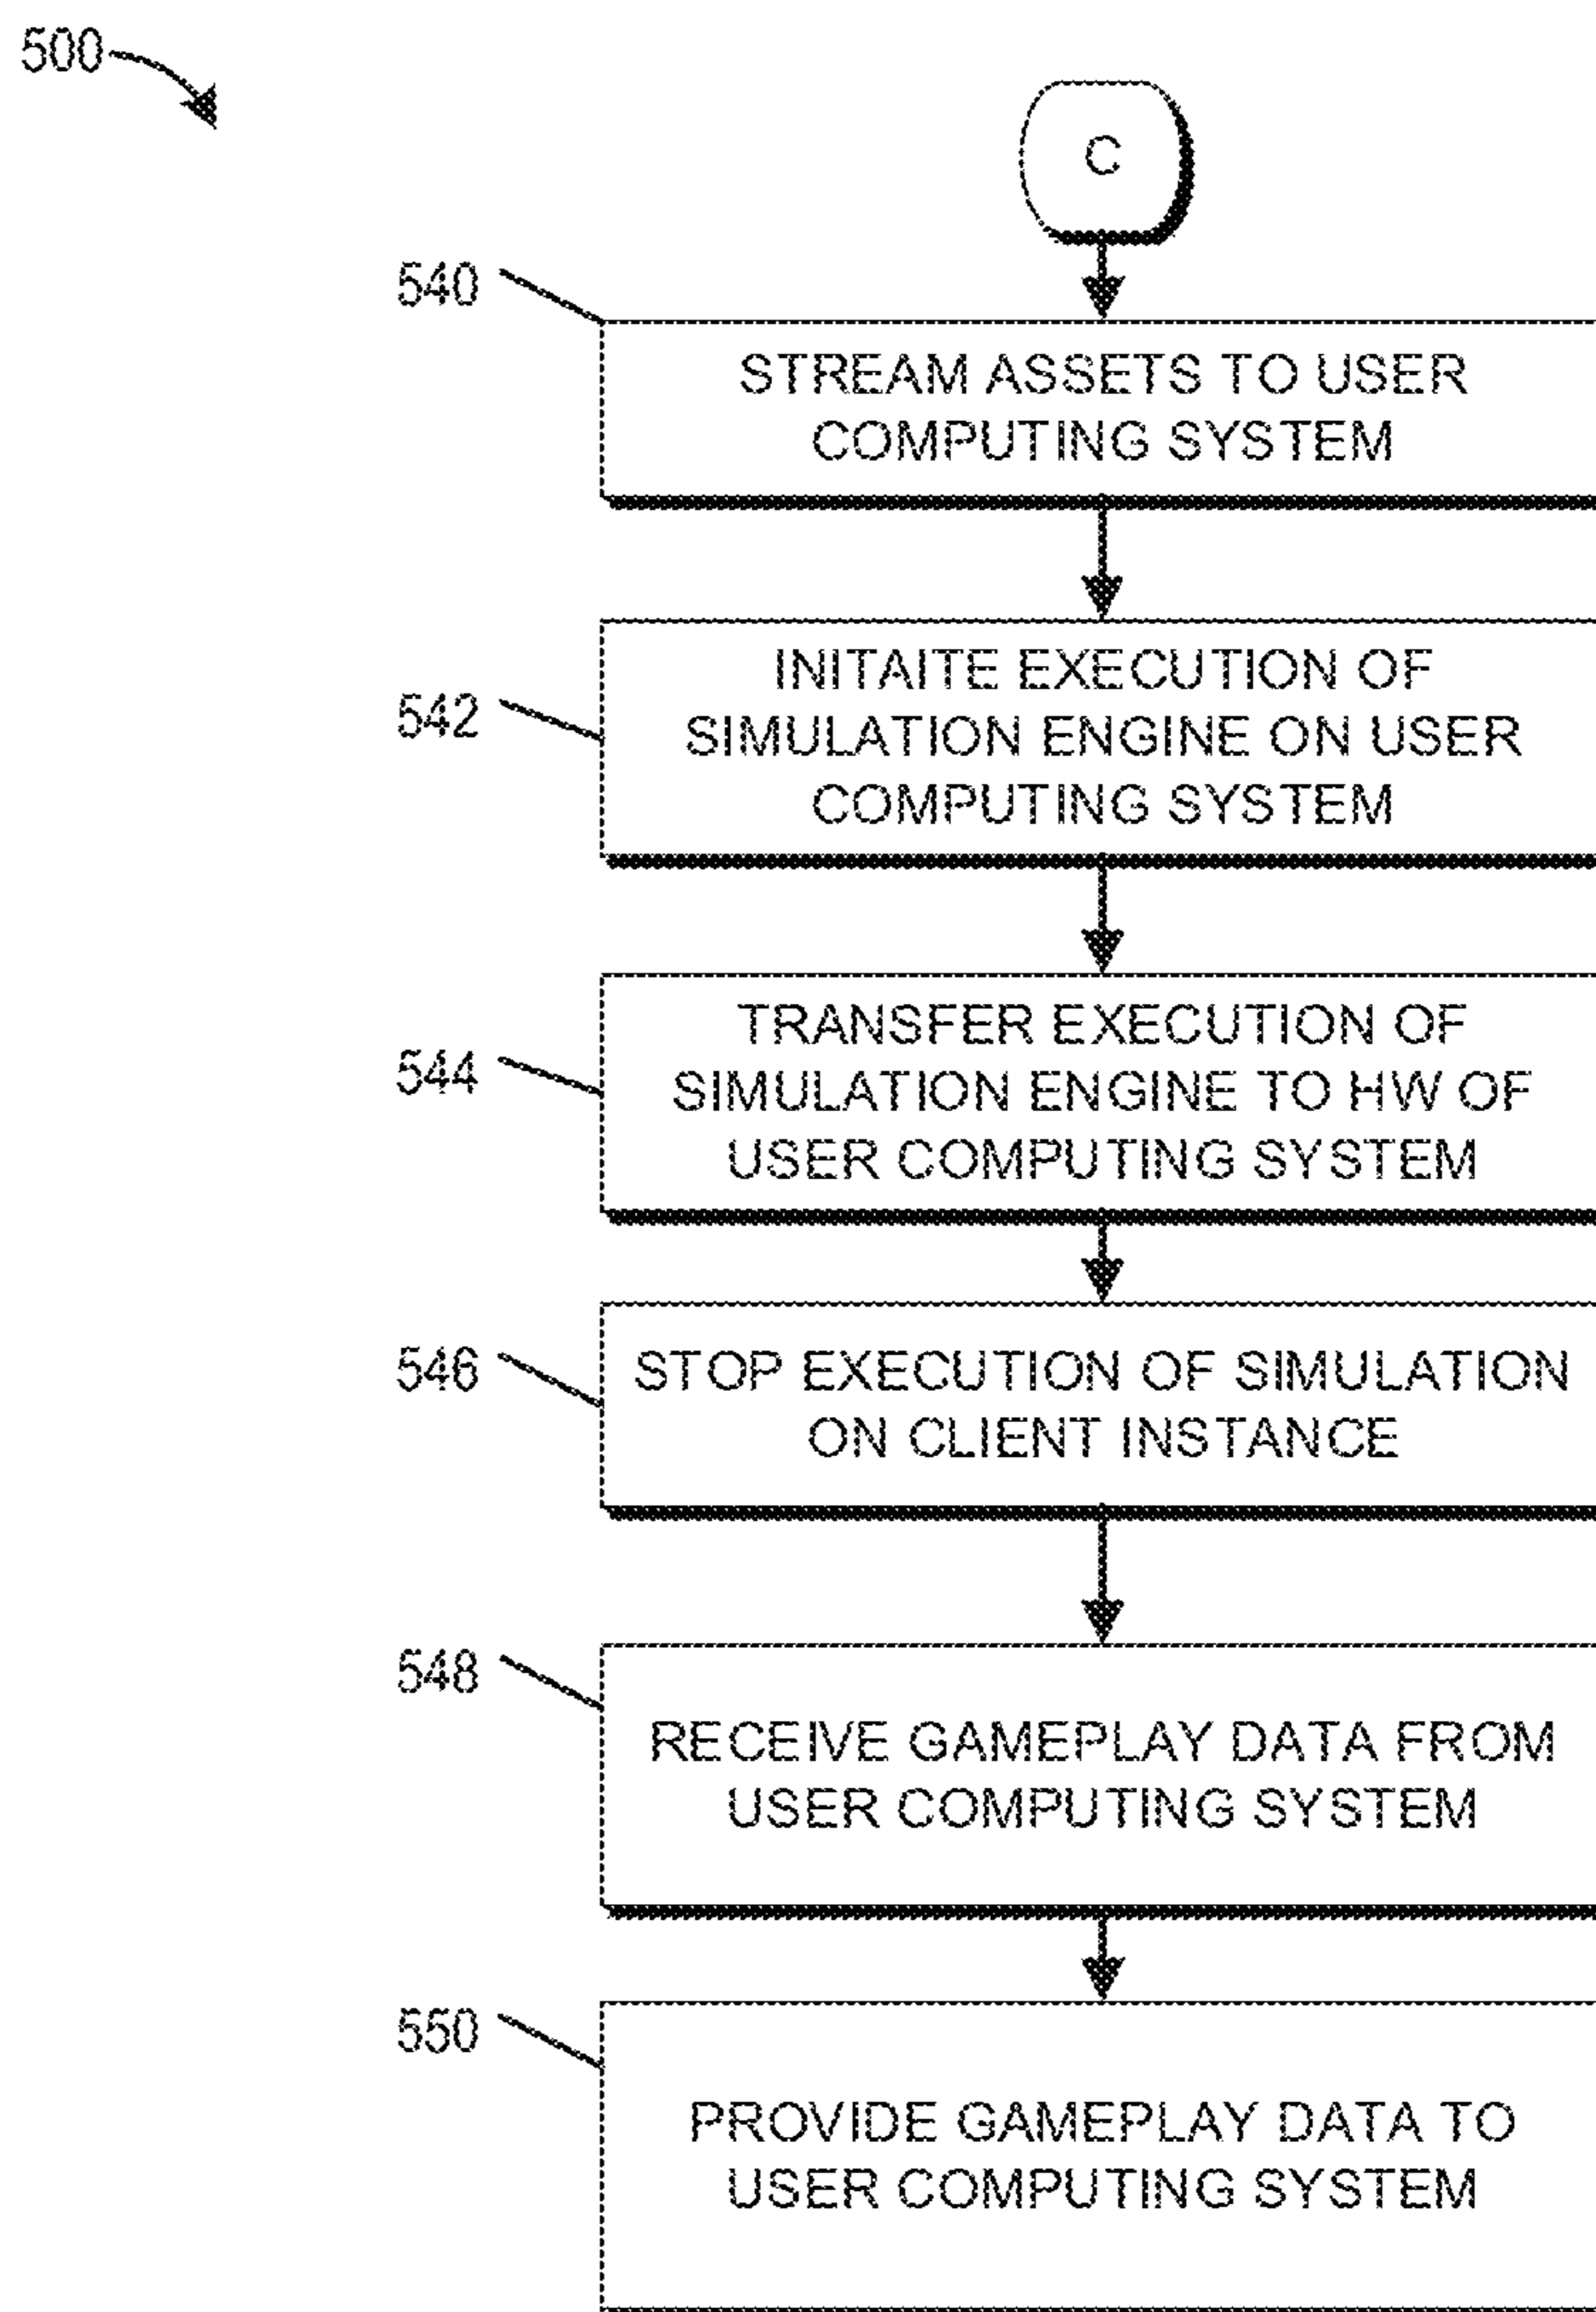 500
C
540
STREAM ASSETS TO USER
COMPUTING SYSTEM
542
INITAITE EXECUTION OF
SIMULATION ENGINE ON USER
COMPUTING SYSTEM
544
TRANSFER EXECUTION OF
SIMULATION ENGINE TO HW OF
USER COMPUTING SYSTEM
546
STOP EXECUTION OF SIMULATION
ON CLIENT INSTANCE
548
RECEIVE GAMEPLAY DATA FROM
USER COMPUTING SYSTEM
550
PROVIDE GAMEPLAY DATA TO
USER COMPUTING SYSTEM